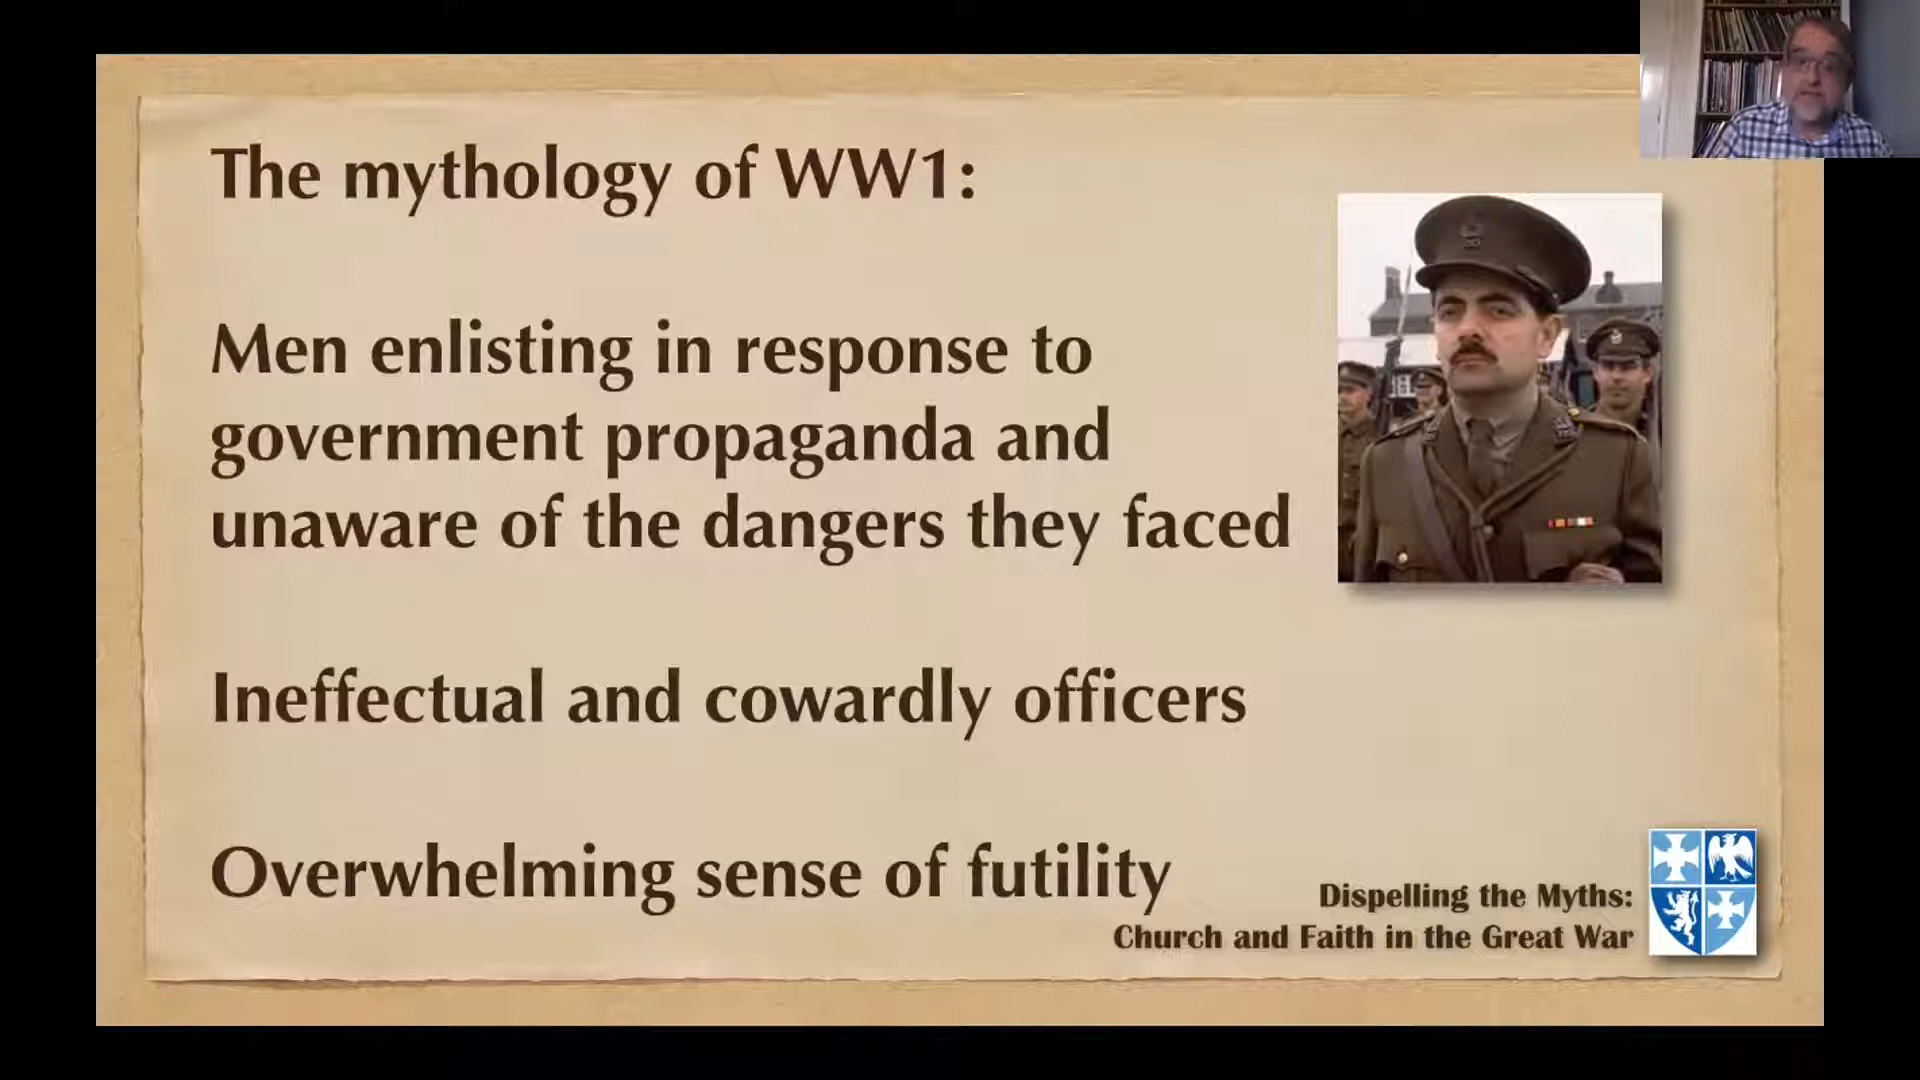 The mythology of WW1:
Men enlisting in response to
government propaganda and
unaware of the dangers they faced
Ineffectual and cowardly officers
Overwhelming sense of futility
Dispelling the Myths:
Church and Faith in the Great War